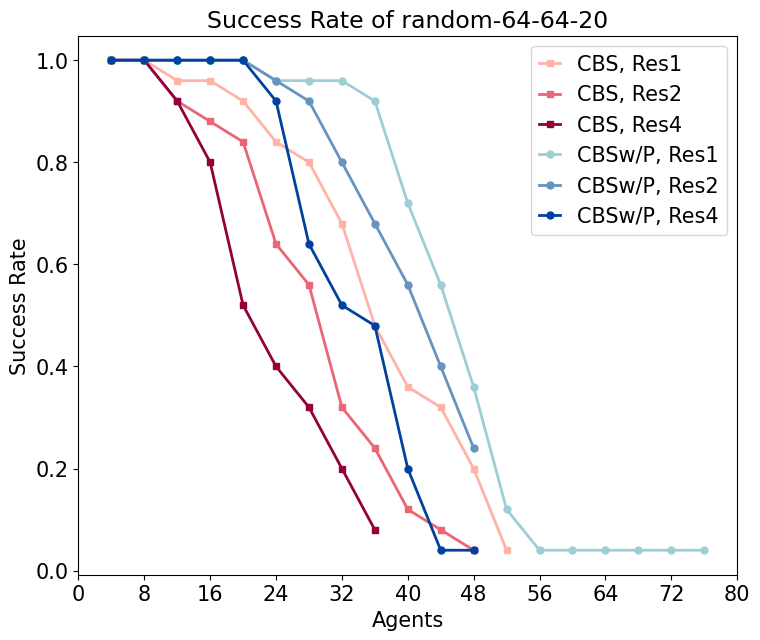 Success Rate of random-64-64-20
Success Rate
1.0
0.8
0.6
0.4
0.2
0.0
CBS, Res1
CBS, Res2
CBS, Res4
CBSw/P, Res1
CBSw/P, Res2
CBSw/P, Res4
0 8 16 24 32 40 48 56 64 72 80
Agents